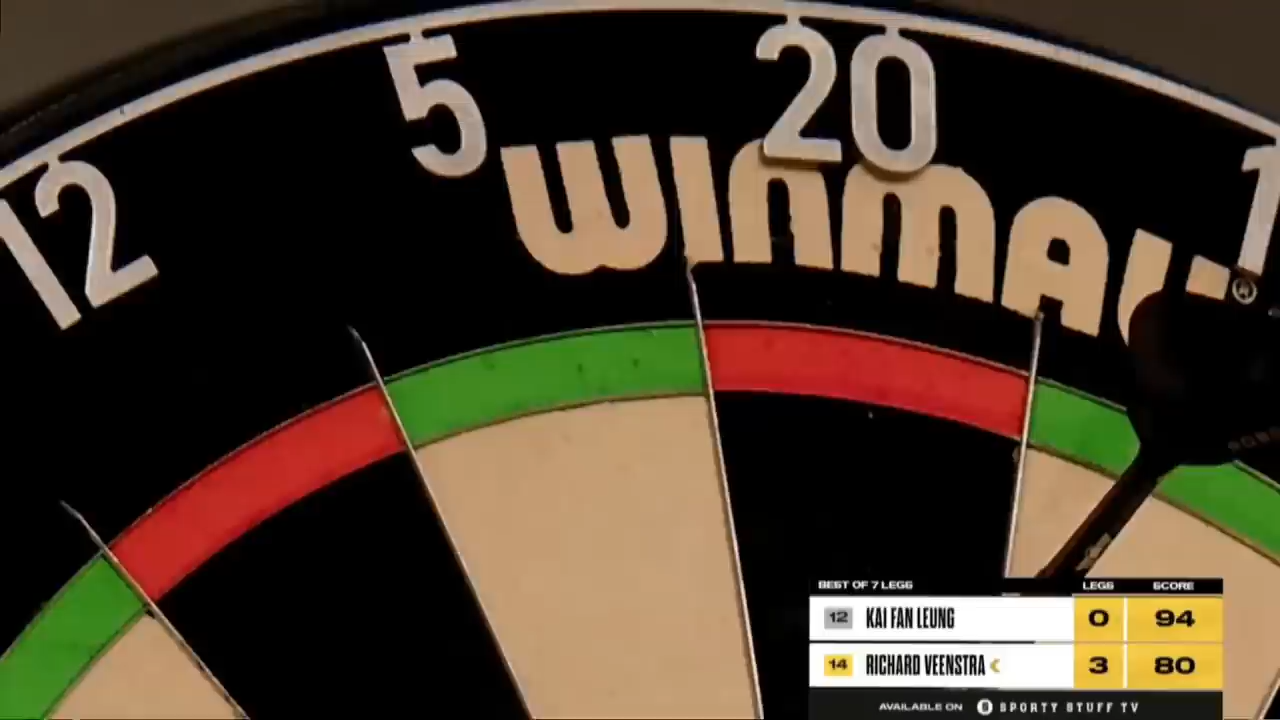 12 5 20 1
WINMAU®
BEST OF 7 LEGS LEGS SCORE
12 KAI FAN LEUNG 0 94
14 RICHARD VEENSTRA 3 80
AVAILABLE ON SPORTY STUFF TV